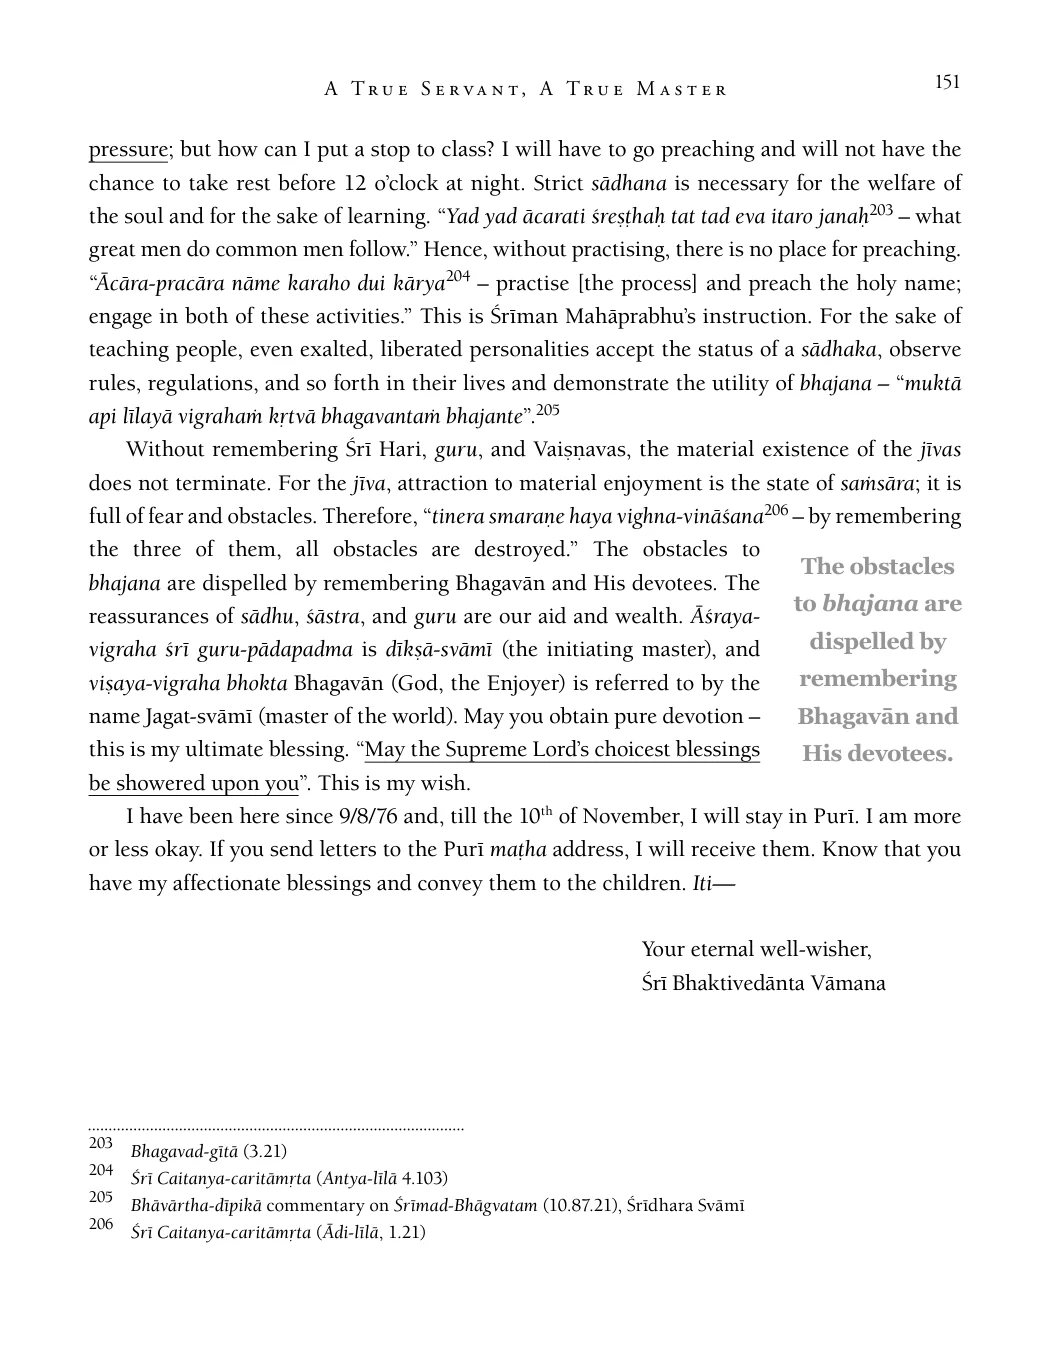 A True Servant, A True Master
151
pressure; but how can I put a stop to class? I will have to go preaching and will not have the
chance to take rest before 12 o’clock at night. Strict sādhana is necessary for the welfare of
the soul and for the sake of learning. “Yad yad ācarati śreṣṭhaḥ tat tad eva itaro janaḥ203 – what
great men do common men follow.” Hence, without practising, there is no place for preaching.
“Ācāra-pracāra nāme karaho dui kārya204 – practise [the process] and preach the holy name;
engage in both of these activities.” This is Śrīman Mahāprabhu’s instruction. For the sake of
teaching people, even exalted, liberated personalities accept the status of a sādhaka, observe
rules, regulations, and so forth in their lives and demonstrate the utility of bhajana – “muktā
api līlayā vigrahaṁ kṛtvā bhagavantaṁ bhajante”.205
Without remembering Śrī Hari, guru, and Vaiṣṇavas, the material existence of the jīvas
does not terminate. For the jīva, attraction to material enjoyment is the state of saṁsāra; it is
full of fear and obstacles. Therefore, “tinera smaraṇe haya vighna-vināśana206 – by remembering
the three of them, all obstacles are destroyed.” The obstacles to
bhajana are dispelled by remembering Bhagavān and His devotees. The
reassurances of sādhu, śāstra, and guru are our aid and wealth. Āśraya-
vigraha śrī guru-pādapadma is dīkṣā-svāmī (the initiating master), and
viṣaya-vigraha bhokta Bhagavān (God, the Enjoyer) is referred to by the
name Jagat-svāmī (master of the world). May you obtain pure devotion –
this is my ultimate blessing. “May the Supreme Lord’s choicest blessings
be showered upon you”. This is my wish.
The obstacles
to bhajana are
dispelled by
remembering
Bhagavān and
His devotees.
I have been here since 9/8/76 and, till the 10th of November, I will stay in Purī. I am more
or less okay. If you send letters to the Purī maṭha address, I will receive them. Know that you
have my affectionate blessings and convey them to the children. Iti—
Your eternal well-wisher,
Śrī Bhaktivedānta Vāmana
203 Bhagavad-gītā (3.21)
204 Śrī Caitanya-caritāmṛta (Antya-līlā 4.103)
205 Bhāvārtha-dīpikā commentary on Śrīmad-Bhāgvatam (10.87.21), Śrīdhara Svāmī
206 Śrī Caitanya-caritāmṛta (Ādi-līlā, 1.21)